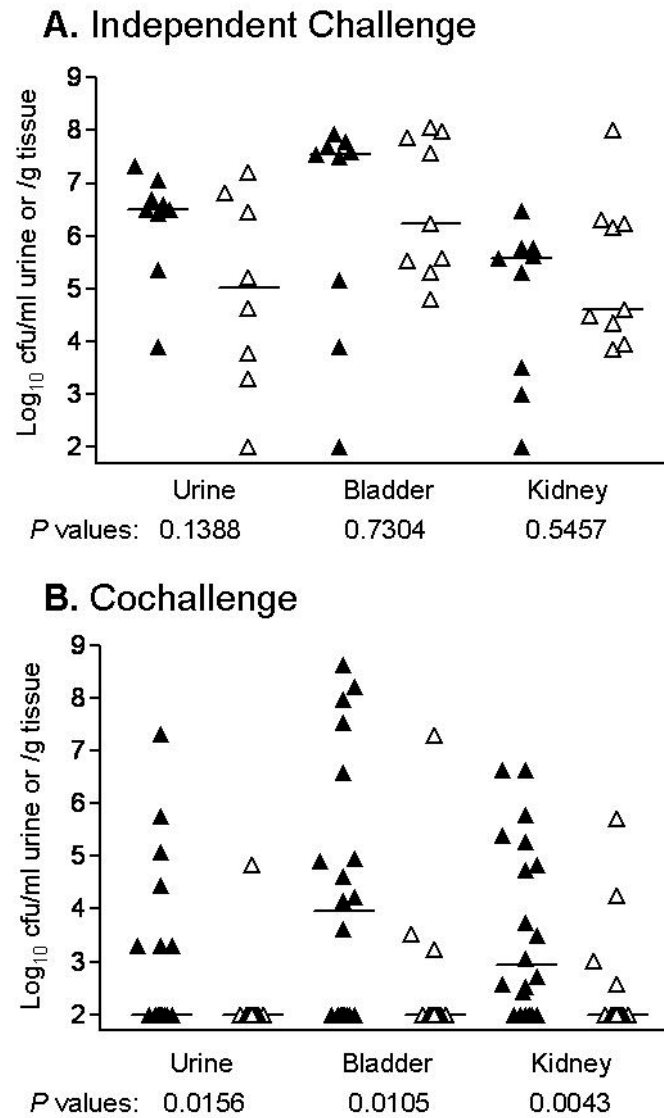 A. Independent Challenge
Log10 cfu/ml urine or /g tissue
9
8
7
6
5
4
3
2
Urine Bladder Kidney
P values: 0.1388 0.7304 0.5457
B. Cochallenge
Log10 cfu/ml urine or /g tissue
9
8
7
6
5
4
3
2
Urine Bladder Kidney
P values: 0.0156 0.0105 0.0043